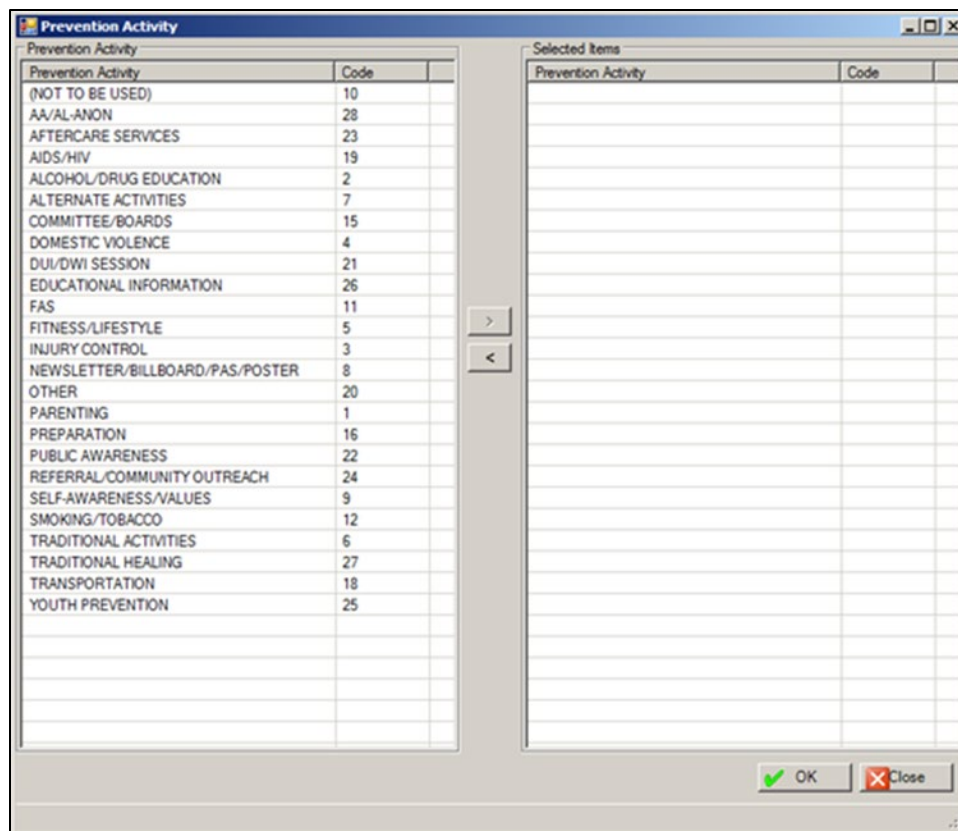 Prevention Activity
Prevention Activity
Prevention Activity Code
(NOT TO BE USED) 10
AA/AL-ANON 28
AFTERCARE SERVICES 23
AIDS/HIV 19
ALCOHOL/DRUG EDUCATION 2
ALTERNATE ACTIVITIES 7
COMMITTEE/BOARDS 15
DOMESTIC VIOLENCE 4
DUI/DWI SESSION 21
EDUCATIONAL INFORMATION 26
FAS 11
FITNESS/LIFESTYLE 5
INJURY CONTROL 3
NEWSLETTER/BILLBOARD/PAS/POSTER 8
OTHER 20
PARENTING 1
PREPARATION 16
PUBLIC AWARENESS 22
REFERRAL/COMMUNITY OUTREACH 24
SELF-AWARENESS/VALUES 9
SMOKING/TOBACCO 12
TRADITIONAL ACTIVITIES 6
TRADITIONAL HEALING 27
TRANSPORTATION 18
YOUTH PREVENTION 25
>
<
Selected Items
Prevention Activity Code
OK Close